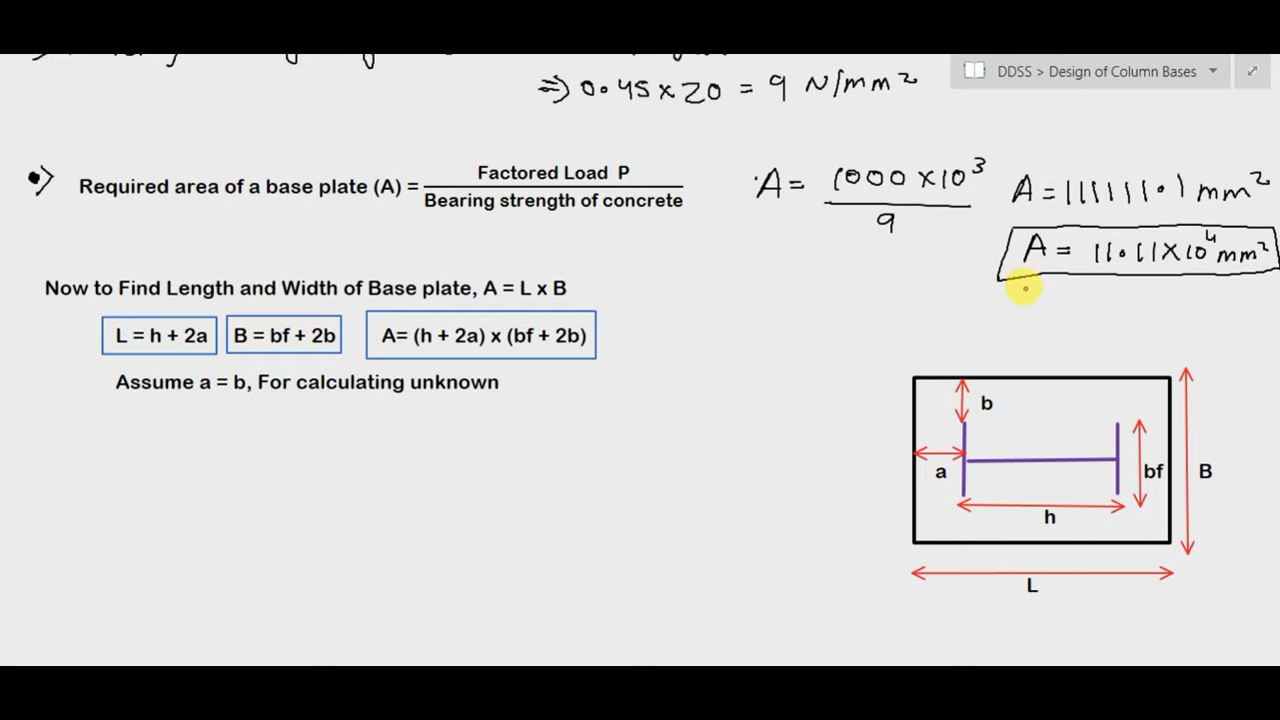 DDSS > Design of Column Bases
⇒ 0.45 x 20 = 9 N/mm²
Required area of a base plate (A) = Factored Load P
Bearing strength of concrete
A = 1000 x 10³
9
A = 111111.1 mm²
A = 11.11 x 10⁴ mm²
Now to Find Length and Width of Base plate, A = L x B
L = h + 2a
B = bf + 2b
A= (h + 2a) x (bf + 2b)
Assume a = b, For calculating unknown
b
a
bf
B
h
L